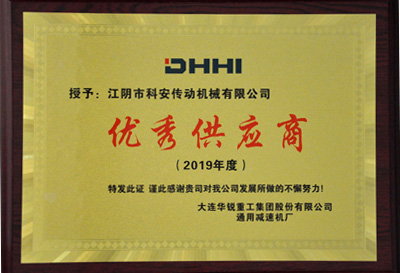 DHHI
授予：江阴市科安传动机械有限公司
优秀供应商
（2019年度）
特发此证 谨此感谢贵司对我公司发展所做的不懈努力！
大连华锐重工集团股份有限公司
通用减速机厂